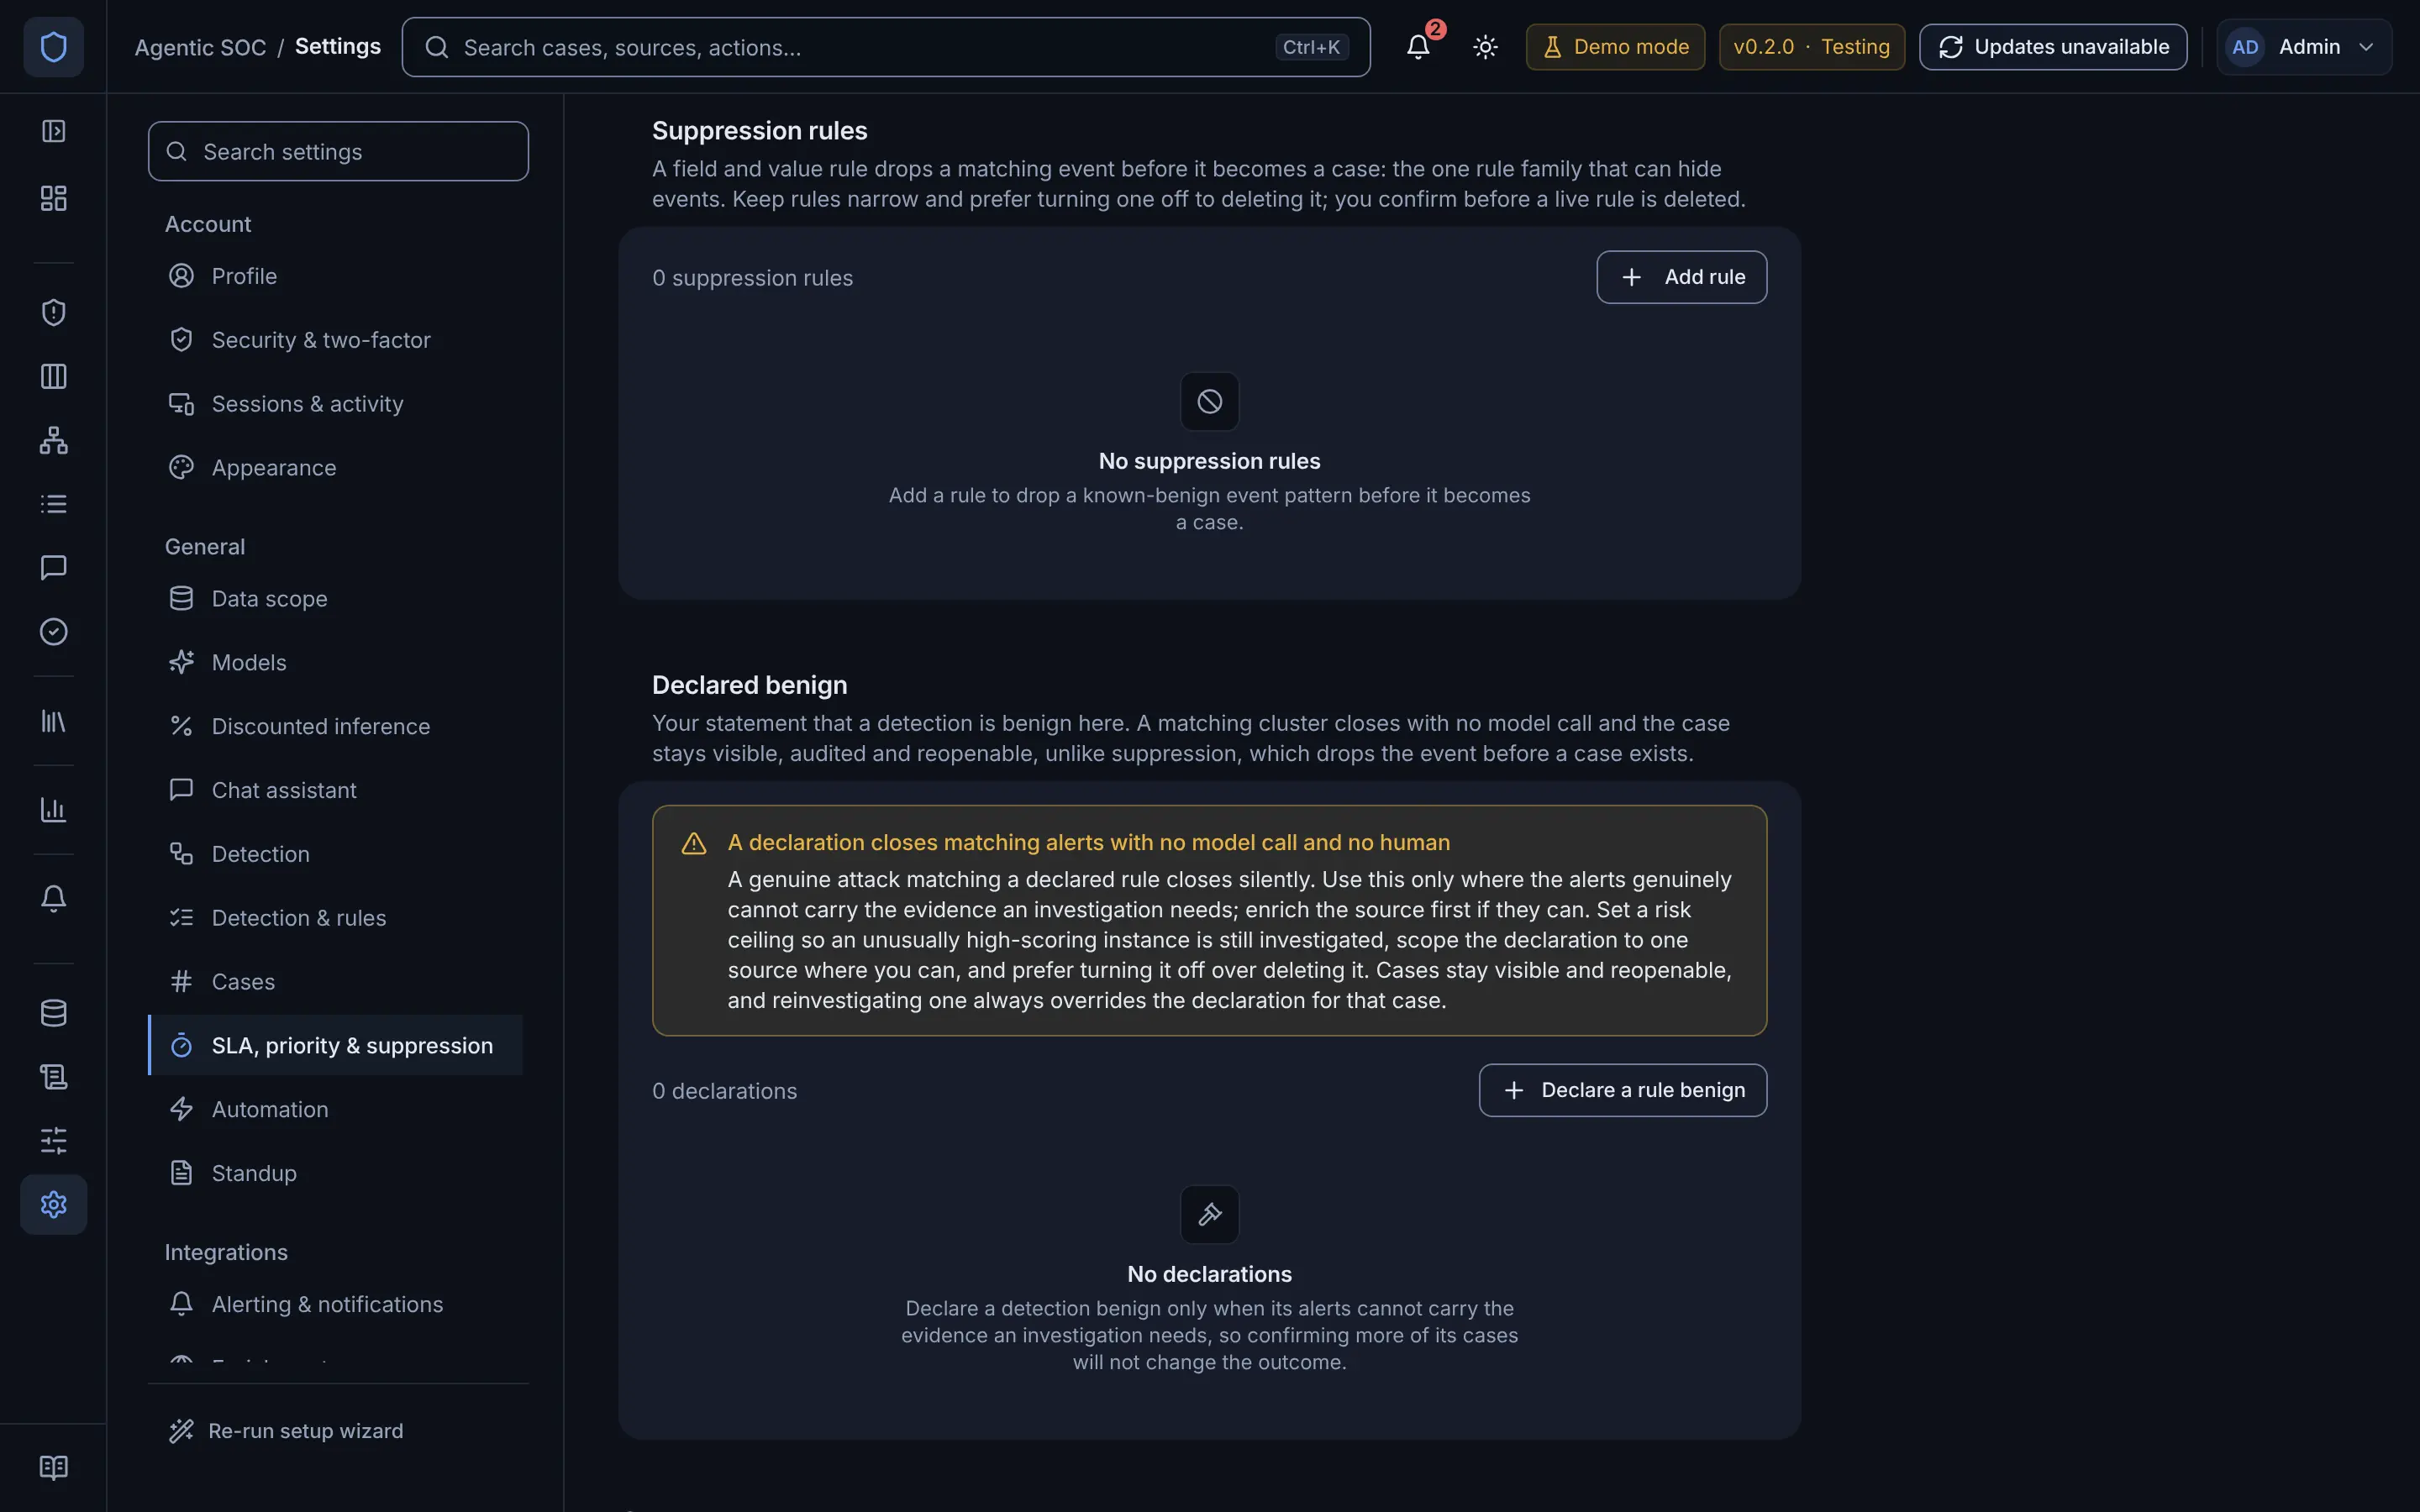 Agentic SOC / Settings
Search cases, sources, actions...
Ctrl+K
2
Demo mode
v0.2.0 · Testing
Updates unavailable
AD
Admin
Search settings
Account
Profile
Security & two-factor
Sessions & activity
Appearance
General
Data scope
Models
Discounted inference
Chat assistant
Detection
Detection & rules
Cases
SLA, priority & suppression
Automation
Standup
Integrations
Alerting & notifications
Re-run setup wizard
Suppression rules
A field and value rule drops a matching event before it becomes a case: the one rule family that can hide
events. Keep rules narrow and prefer turning one off to deleting it; you confirm before a live rule is deleted.
0 suppression rules
Add rule
No suppression rules
Add a rule to drop a known-benign event pattern before it becomes
a case.
Declared benign
Your statement that a detection is benign here. A matching cluster closes with no model call and the case
stays visible, audited and reopenable, unlike suppression, which drops the event before a case exists.
A declaration closes matching alerts with no model call and no human
A genuine attack matching a declared rule closes silently. Use this only where the alerts genuinely
cannot carry the evidence an investigation needs; enrich the source first if they can. Set a risk
ceiling so an unusually high-scoring instance is still investigated, scope the declaration to one
source where you can, and prefer turning it off over deleting it. Cases stay visible and reopenable,
and reinvestigating one always overrides the declaration for that case.
0 declarations
Declare a rule benign
No declarations
Declare a detection benign only when its alerts cannot carry the
evidence an investigation needs, so confirming more of its cases
will not change the outcome.